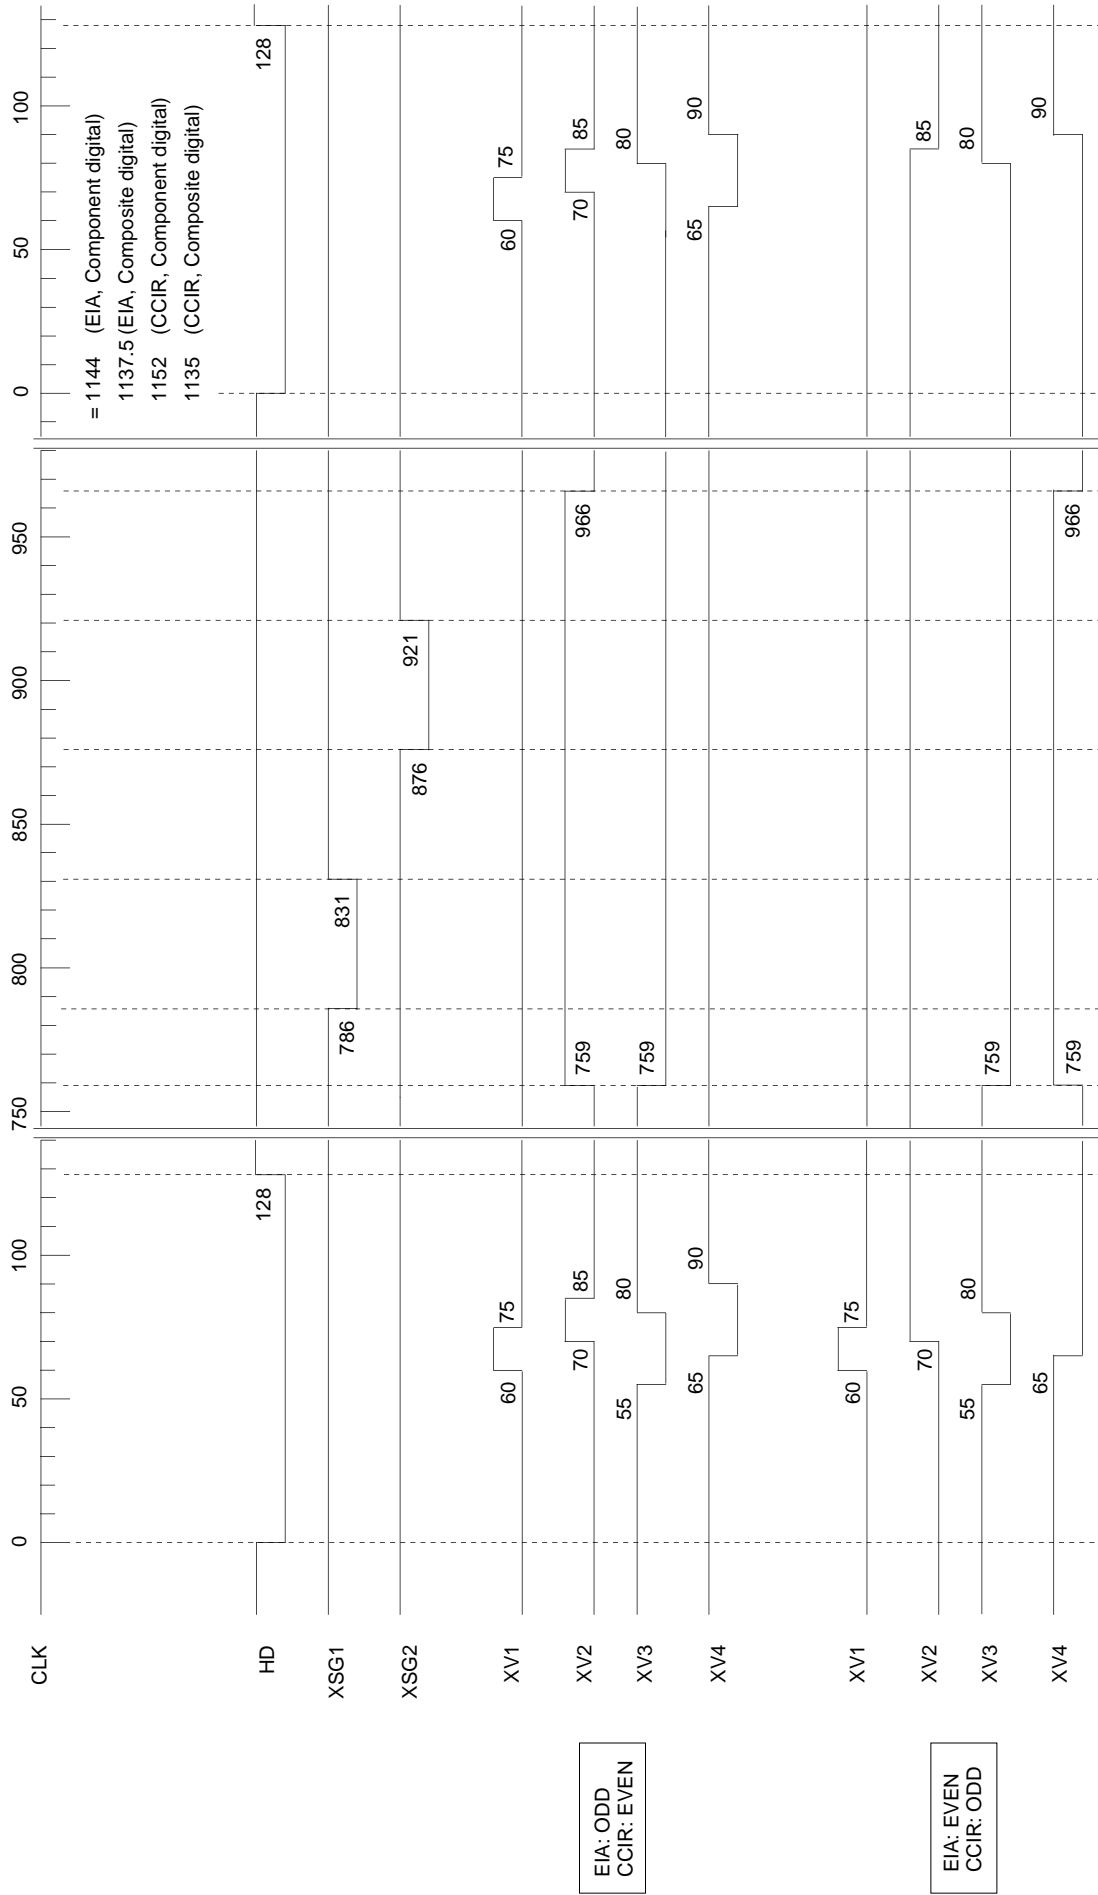 CLK
0
50
100
750
800
850
900
950
0
50
100
= 1144 (EIA, Component digital)
1137.5 (EIA, Composite digital)
1152 (CCIR, Component digital)
1135 (CCIR, Composite digital)
HD
128
128
XSG1
786
831
XSG2
876
921
EIA: ODD
CCIR: EVEN
XV1
60
75
60
75
XV2
70
85
759
966
70
85
XV3
55
80
759
80
XV4
65
90
65
90
EIA: EVEN
CCIR: ODD
XV1
60
75
XV2
70
85
XV3
55
80
759
80
XV4
65
759
966
90